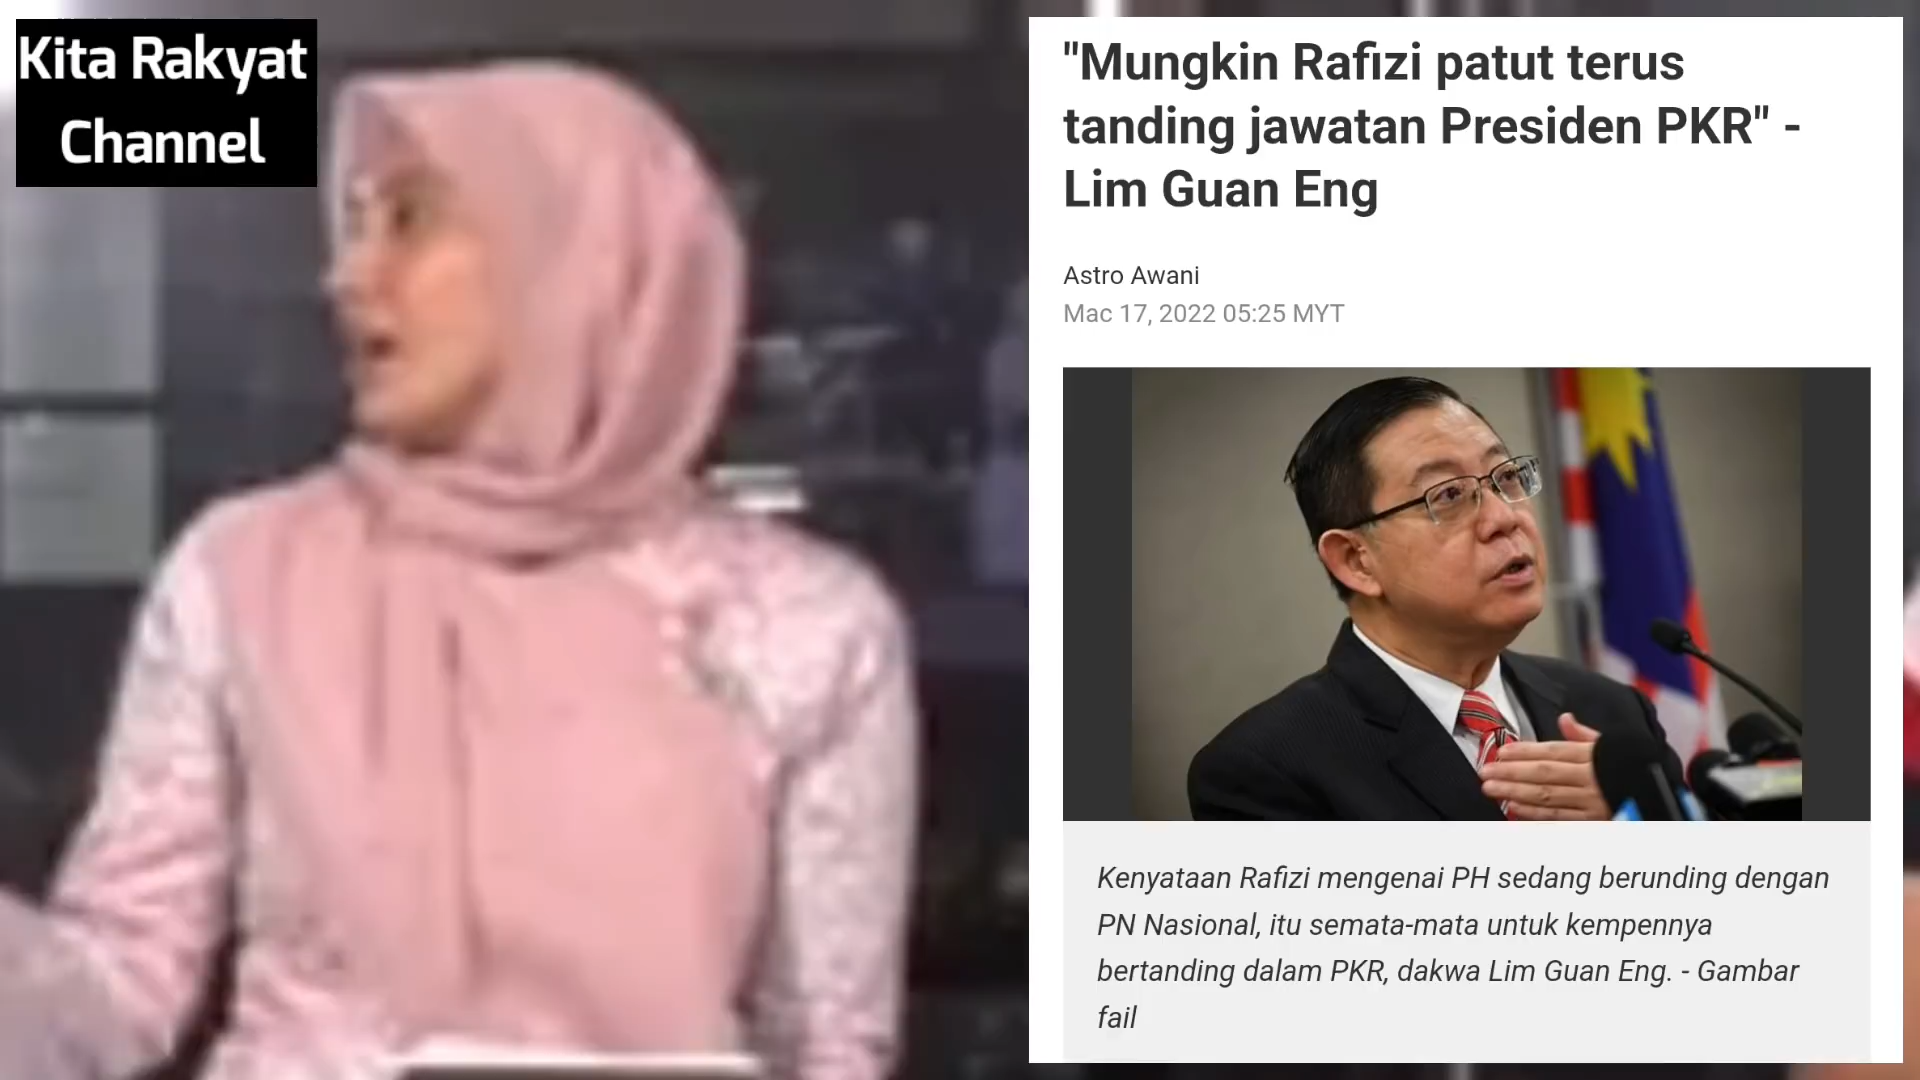 Kita Rakyat
Channel
"Mungkin Rafizi patut terus
tanding jawatan Presiden PKR" -
Lim Guan Eng
Astro Awani
Mac 17, 2022 05:25 MYT
Kenyataan Rafizi mengenai PH sedang berunding dengan
PN Nasional, itu semata-mata untuk kempennya
bertanding dalam PKR, dakwa Lim Guan Eng. - Gambar
fail